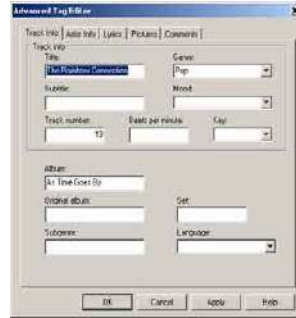 Advanced Tag Editor
Track Info Artist Info Lyrics Pictures Comments
Track info
Title: Genre:
The Rainbow Connection Pop
Subtitle: Mood:
Track number: Beats per minute: Key:
13
Album:
As Time Goes By
Original album: Set:
Subgenre: Language:
OK Cancel Apply Help